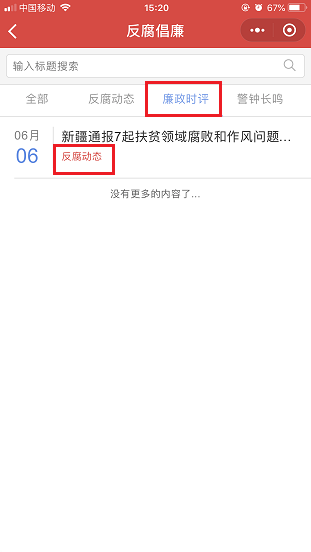 中国移动 15:20 67%
反腐倡廉
输入标题搜索
全部 反腐动态 廉政时评 警钟长鸣
06月 新疆通报7起扶贫领域腐败和作风问题...
06 反腐动态
没有更多的内容了...